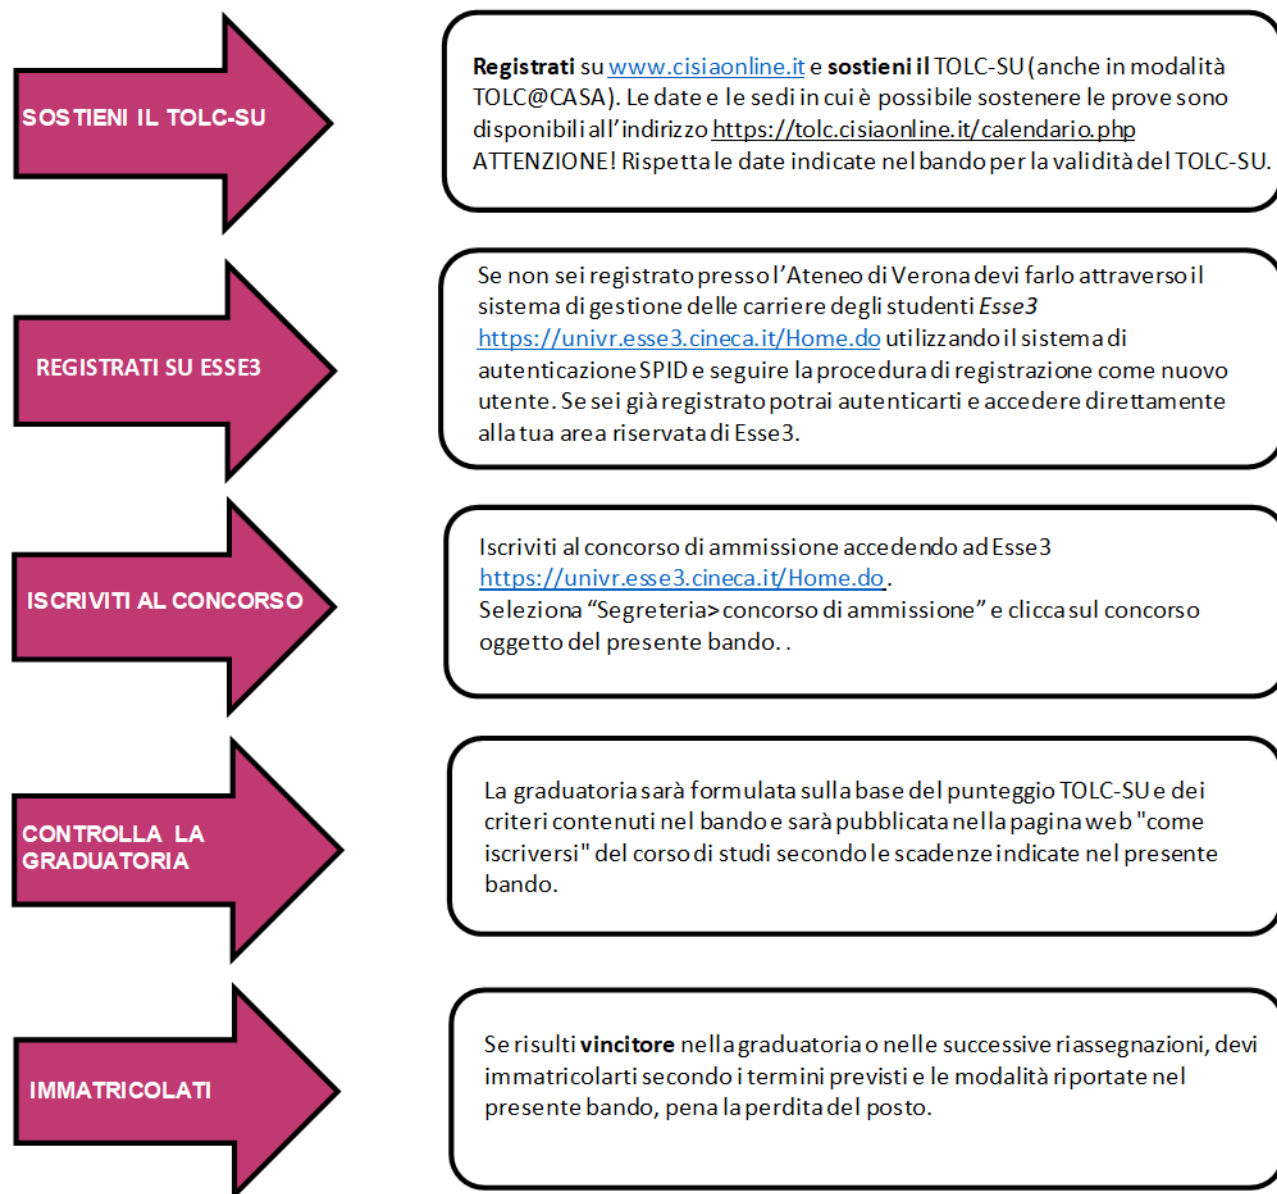 SOSTIENI IL TOLC-SU
Registrati su www.cisiaonline.it e sostieni il TOLC-SU (anche in modalità
TOLC@CASA). Le date e le sedi in cui è possibile sostenere le prove sono
disponibili all'indirizzo https://tolc.cisiaonline.it/calendario.php
ATTENZIONE! Rispetta le date indicate nel bando per la validità del TOLC-SU.
REGISTRATI SU ESSE3
Se non sei registrato presso l'Ateneo di Verona devi farlo attraverso il
sistema di gestione delle carriere degli studenti Esse3
https://univr.esse3.cineca.it/Home.do utilizzando il sistema di
autenticazione SPID e seguire la procedura di registrazione come nuovo
utente. Se sei già registrato potrai autenticarti e accedere direttamente
alla tua area riservata di Esse3.
ISCRIVITI AL CONCORSO
Iscriviti al concorso di ammissione accedendo ad Esse3
https://univr.esse3.cineca.it/Home.do.
Seleziona “Segreteria> concorso di ammissione” e clicca sul concorso
oggetto del presente bando. .
CONTROLLA LA
GRADUATORIA
La graduatoria sarà formulata sulla base del punteggio TOLC-SU e dei
criteri contenuti nel bando e sarà pubblicata nella pagina web "come
iscriversi" del corso di studi secondo le scadenze indicate nel presente
bando.
IMMATRICOLATI
Se risulti vincitore nella graduatoria o nelle successive riassegnazioni, devi
immatricolarti secondo i termini previsti e le modalità riportate nel
presente bando, pena la perdita del posto.